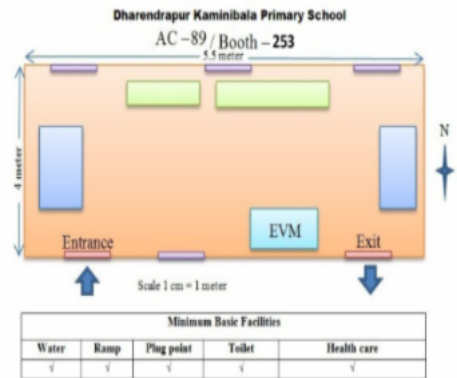 Dharendrapur Kaminibala Primary School
AC –89/Booth – 253
5.5 meter
4 meter
N
EVM
Entrance
Exit
Scale 1 cm = 1 meter
Minimum Basic Facilities
Water Ramp Plug point Toilet Health care
√ √ √ √ √